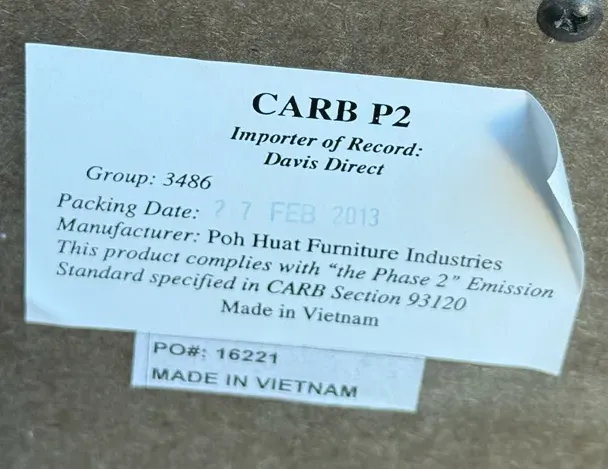 CARB P2
Importer of Record:
Davis Direct
Group: 3486
Packing Date: 27 FEB 2013
Manufacturer: Poh Huat Furniture Industries
This product complies with "the Phase 2" Emission
Standard specified in CARB Section 93120
Made in Vietnam
PO#: 16221
MADE IN VIETNAM